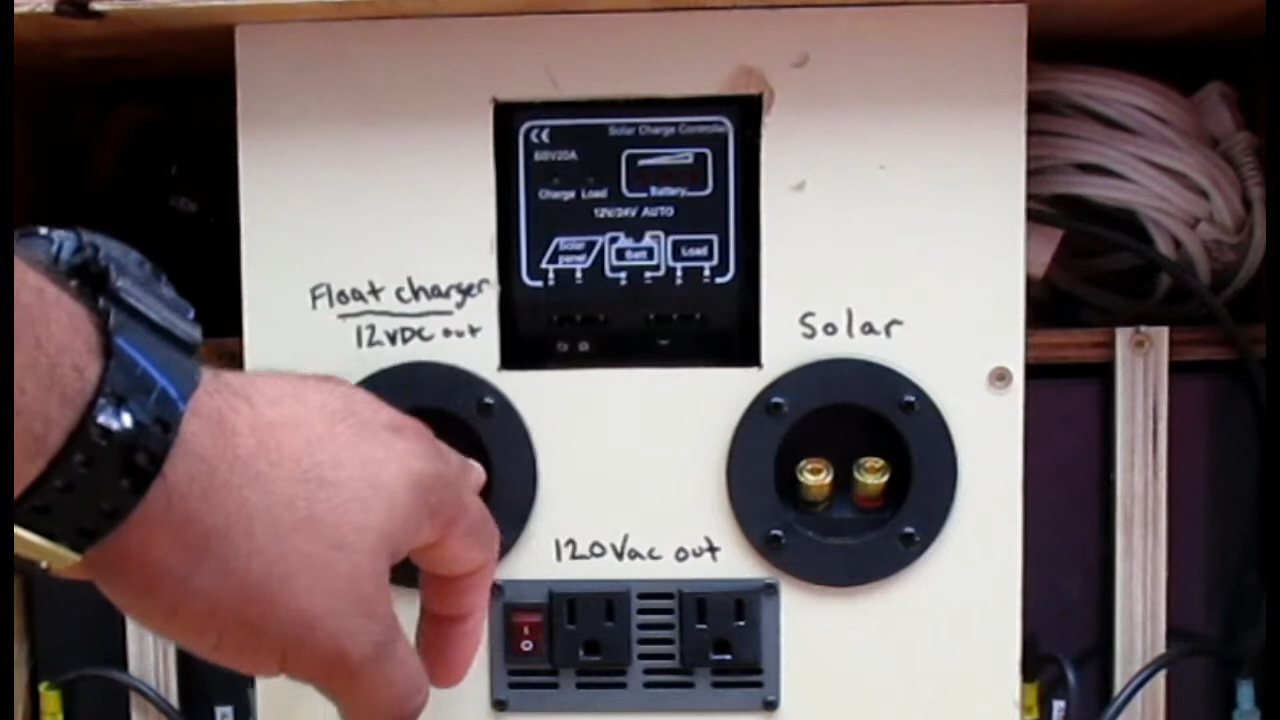 CE Solar Charge Controller
Charge Load
Battery
12V/24V AUTO
Solar panel
Batt
Load
Float charger
12VDC out
Solar
120Vac out